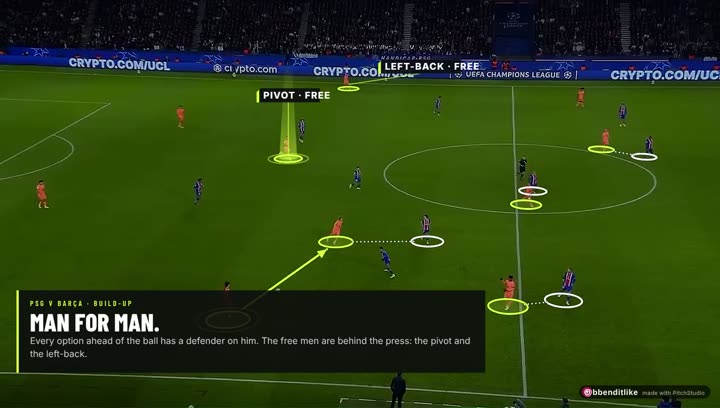 CRYPTO.COM/UCL
crypto.com
CRYPTO.COM/UCL
UEFA CHAMPIONS LEAGUE
CRYPTO.COM/UC
LEFT-BACK · FREE
PIVOT · FREE
PSG V BARÇA · BUILD-UP
MAN FOR MAN.
Every option ahead of the ball has a defender on him. The free men are behind the press: the pivot and
the left-back.
@bbenditlike made with PitchStudio